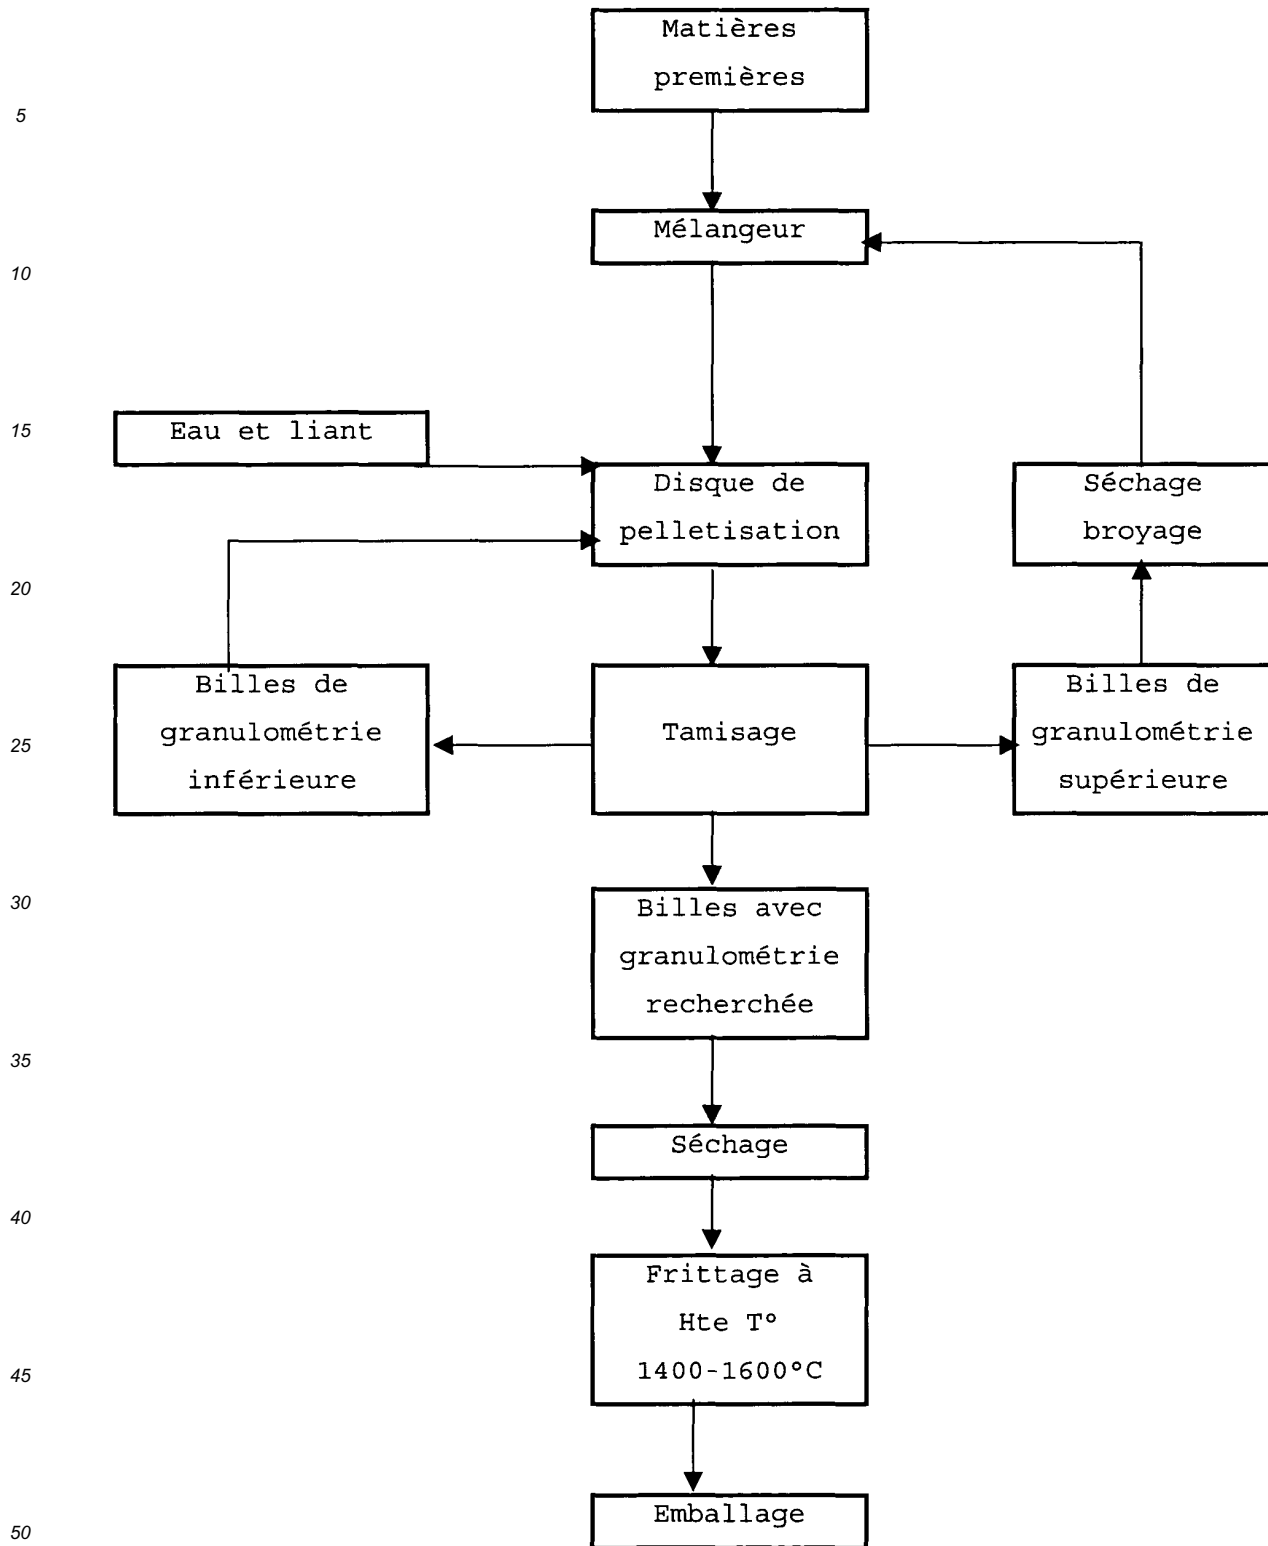 Matières
premières
5
Mélangeur
10
15
Eau et liant
Disque de
pelletisation
Séchage
broyage
20
Billes de
granulométrie
inférieure
25
Tamisage
Billes de
granulométrie
supérieure
30
Billes avec
granulométrie
recherchée
35
Séchage
40
Frittage à
Hte T°
1400-1600°C
45
Emballage
50